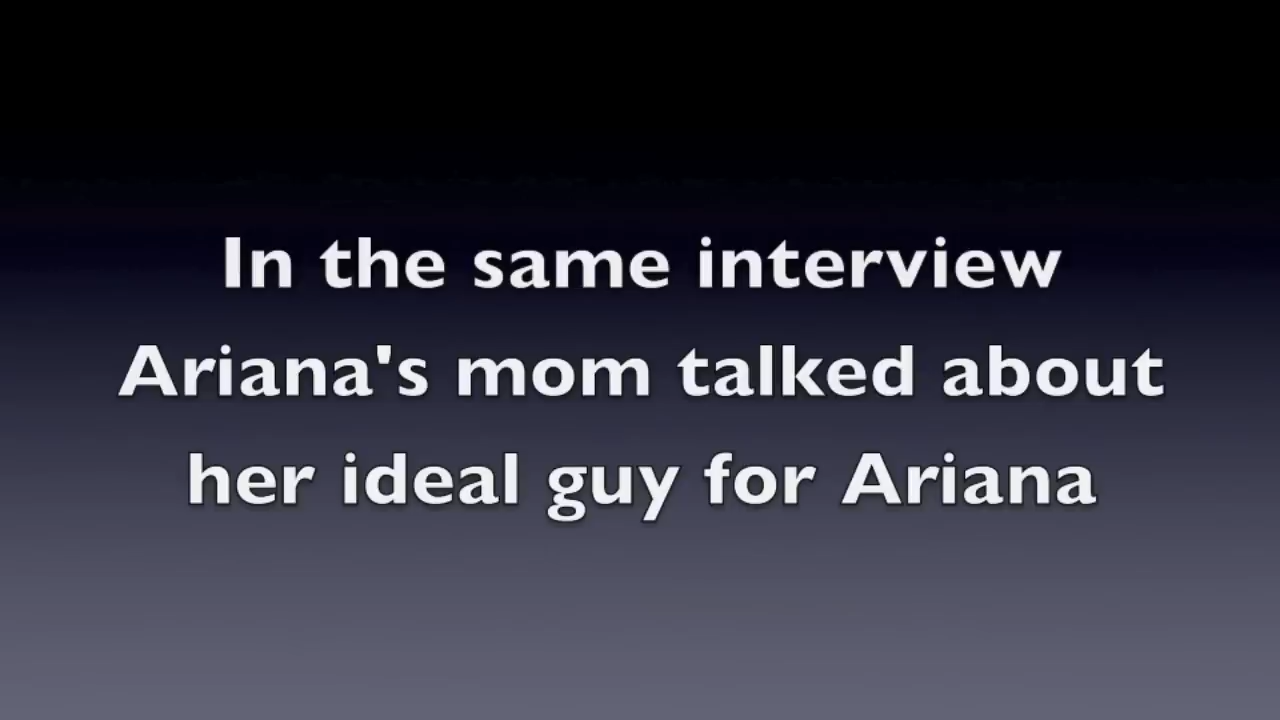 In the same interview
Ariana's mom talked about
her ideal guy for Ariana